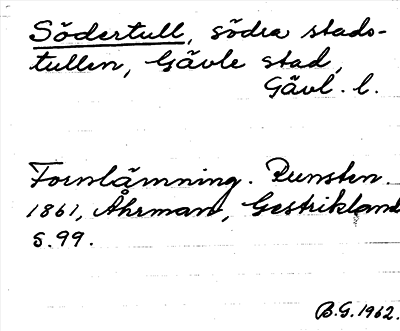 Södertull, södra stads-
tullen, Gävle stad,
Gävl. l.
Fornlämning. Runsten.
1861, Åhrman, Gestrikland
S. 99.
B.G. 1962.